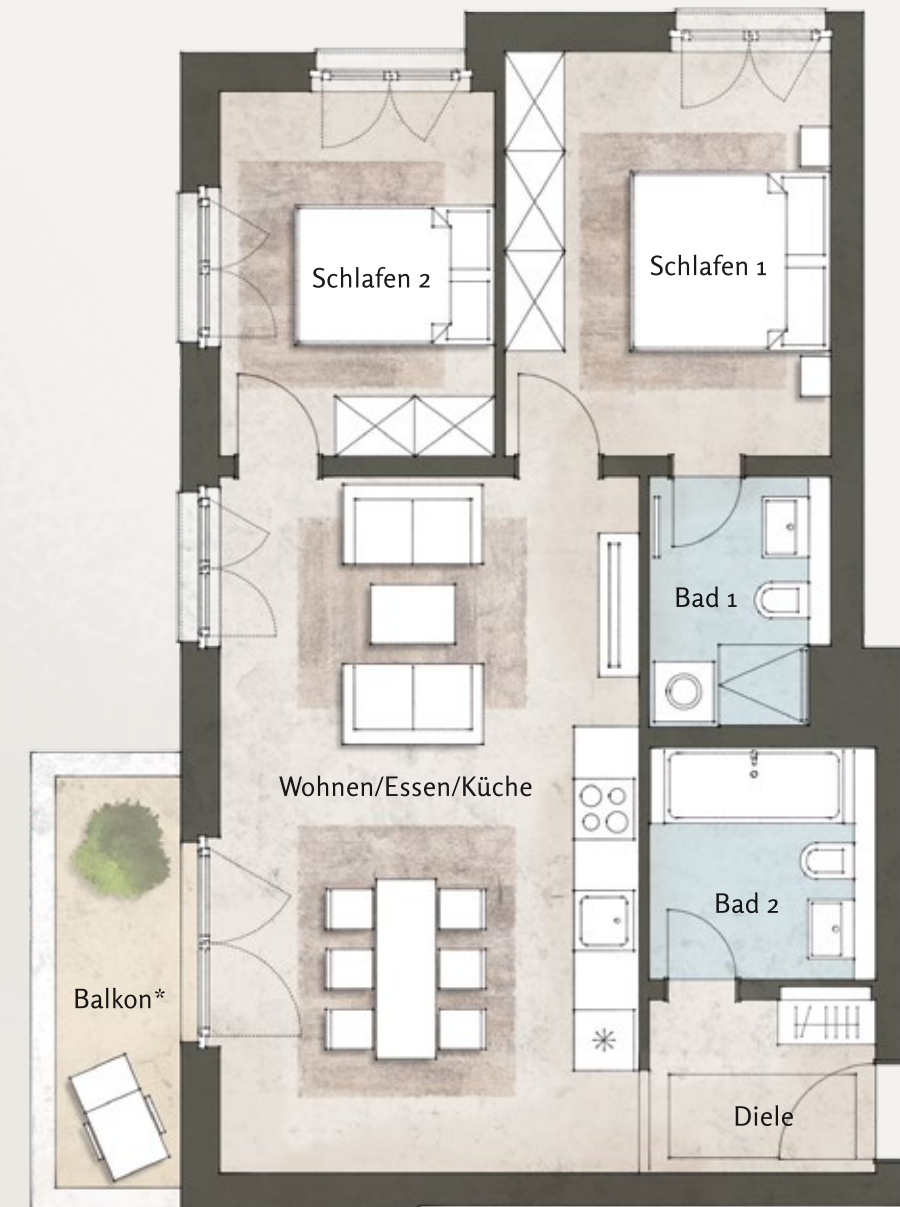 Schlafen 2
Schlafen 1
Bad 1
Wohnen/Essen/Küche
Bad 2
Balkon*
Diele